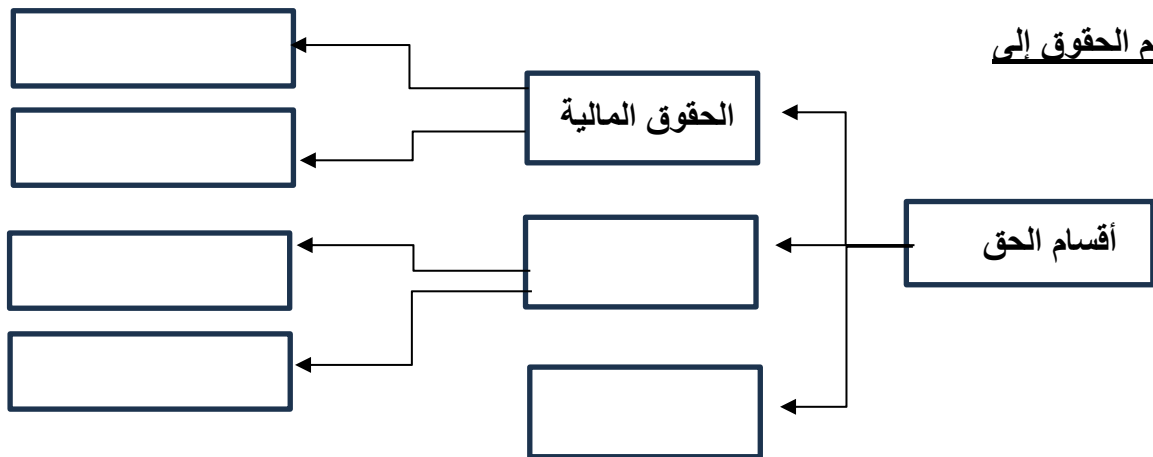 م الحقوق إلى
الحقوق المالية
أقسام الحق